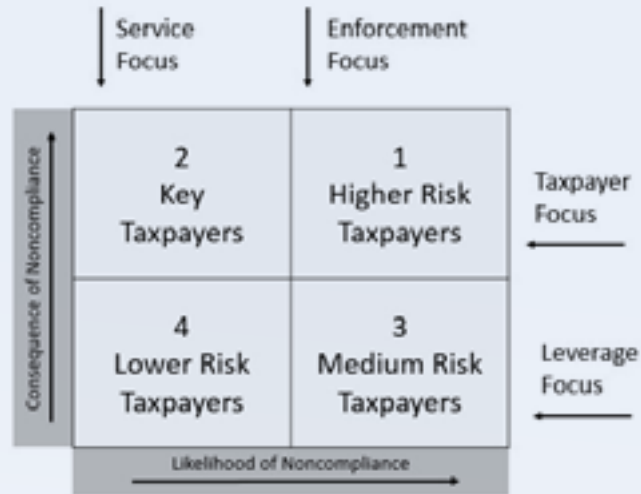 Service
Focus
Enforcement
Focus
Consequence of Noncompliance
2
Key
Taxpayers
1
Higher Risk
Taxpayers
Taxpayer
Focus
4
Lower Risk
Taxpayers
3
Medium Risk
Taxpayers
Leverage
Focus
Likelihood of Noncompliance